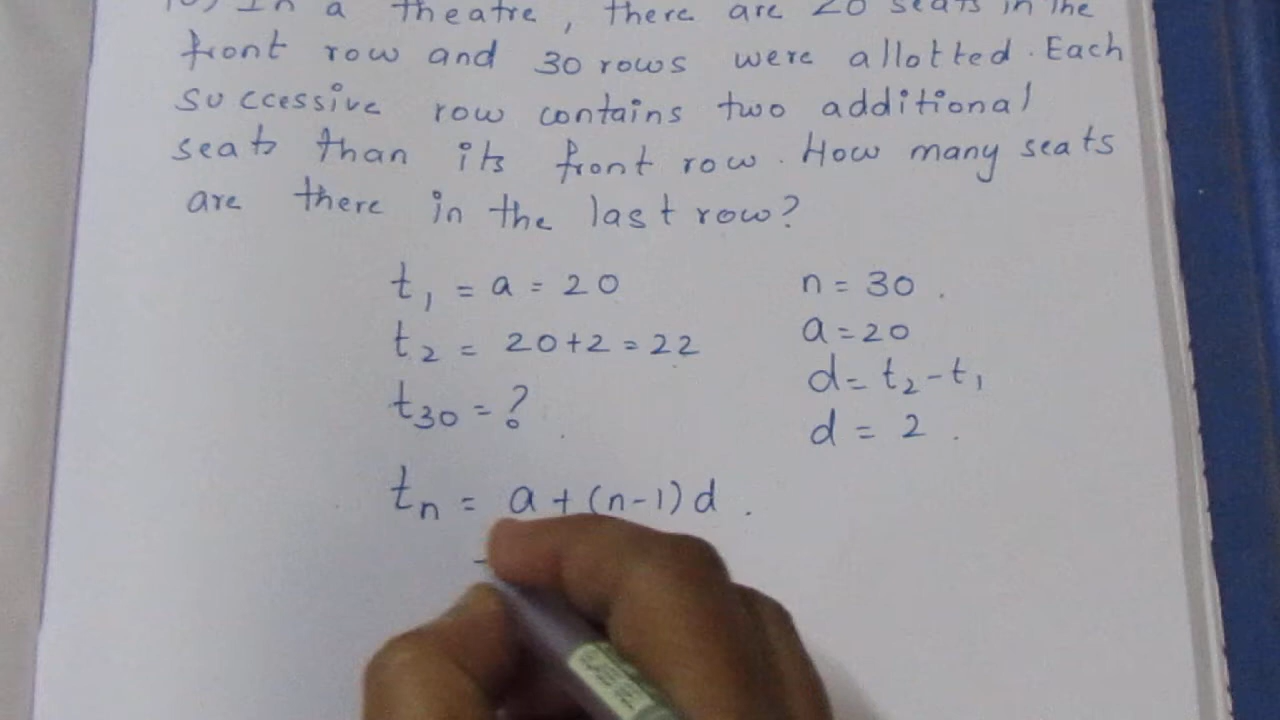 In a theatre, there are 20 seats in the
front row and 30 rows were allotted. Each
successive row contains two additional
seats than its front row. How many seats
are there in the last row?
t1 = a = 20
t2 = 20+2 = 22
t30 = ?
n = 30.
a = 20
d = t2 - t1
d = 2.
tn = a + (n-1) d.